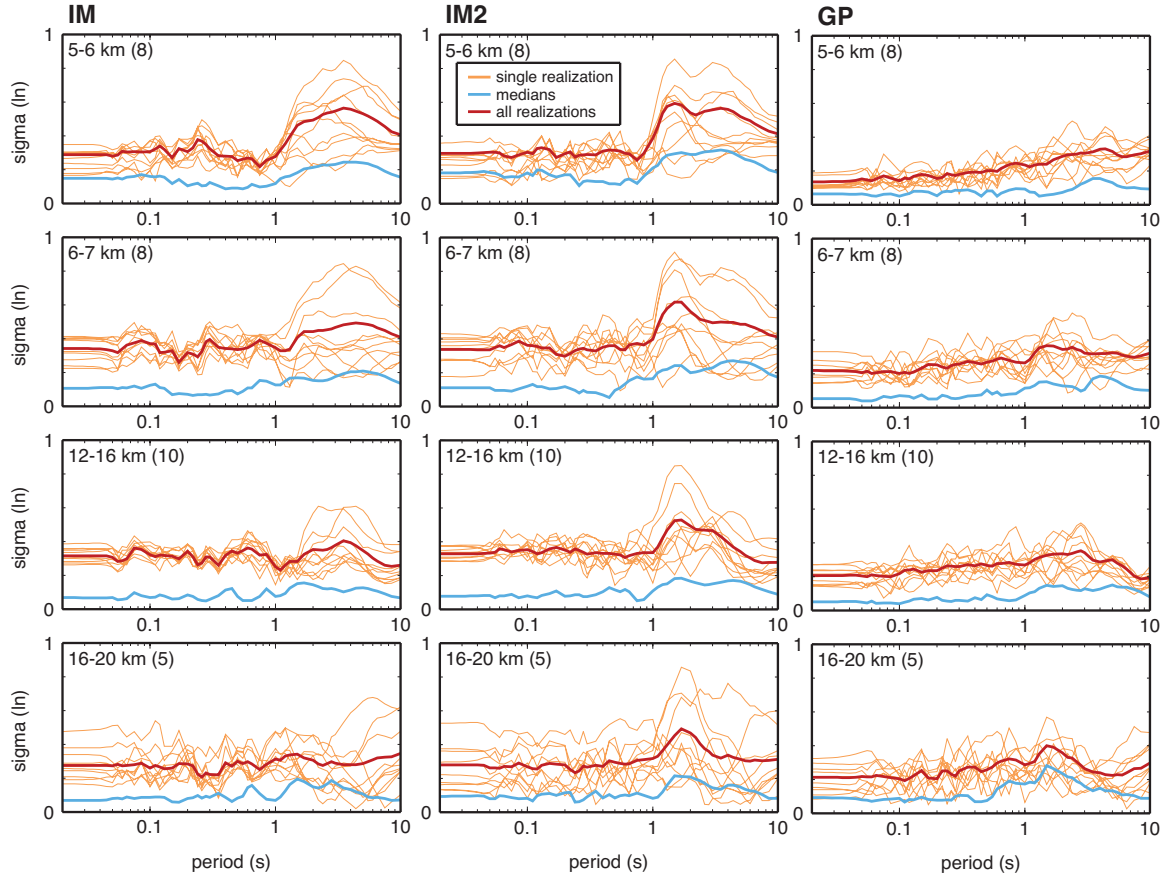 IM
IM2
GP
1
5-6 km (8)
sigma (ln)
0
0.1
1
10
1
5-6 km (8)
single realization
medians
all realizations
0
0.1
1
10
1
5-6 km (8)
0
0.1
1
10
1
6-7 km (8)
sigma (ln)
0
0.1
1
10
1
6-7 km (8)
0
0.1
1
10
1
6-7 km (8)
0
0.1
1
10
1
12-16 km (10)
sigma (ln)
0
0.1
1
10
1
12-16 km (10)
0
0.1
1
10
1
12-16 km (10)
0
0.1
1
10
1
16-20 km (5)
sigma (ln)
0
0.1
1
10
period (s)
1
16-20 km (5)
0
0.1
1
10
period (s)
1
16-20 km (5)
0
0.1
1
10
period (s)